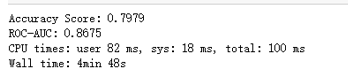 Accuracy Score: 0.7979
ROC-AUC: 0.8675
CPU times: user 82 ms, sys: 18 ms, total: 100 ms
Wall time: 4min 48s